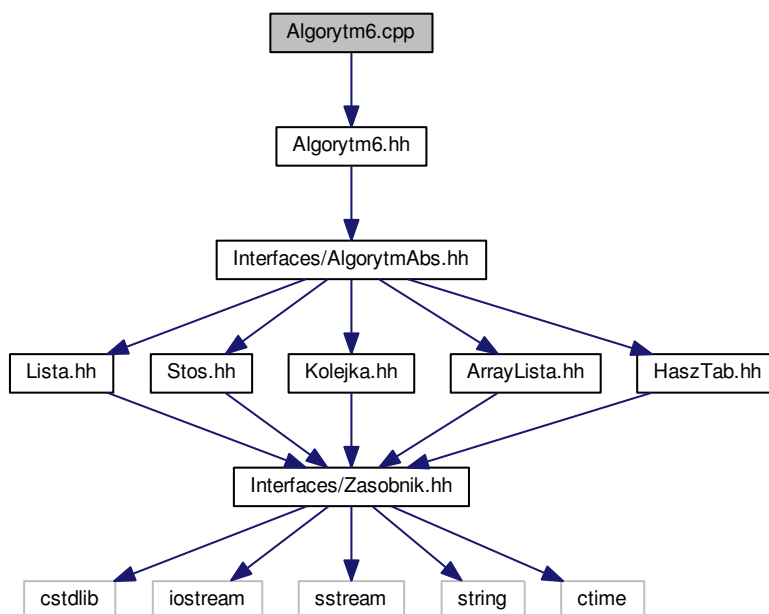 Algorytm6.cpp
Algorytm6.hh
Interfaces/AlgorytmAbs.hh
Lista.hh
Stos.hh
Kolejka.hh
ArrayLista.hh
HaszTab.hh
Interfaces/Zasobnik.hh
cstdlib
iostream
sstream
string
ctime